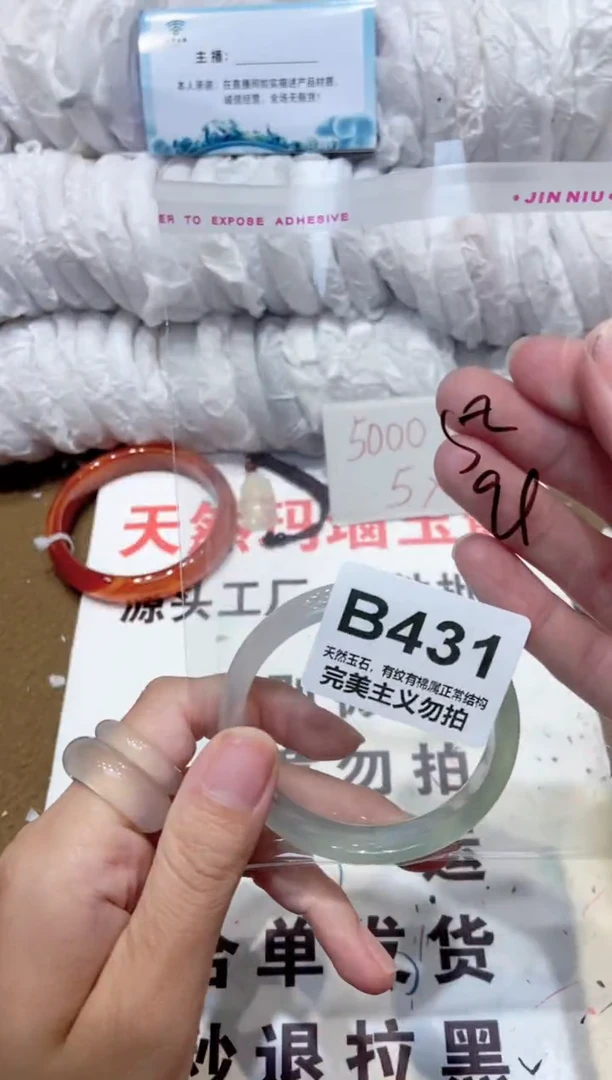 主播：
本人承诺：在直播间如实描述产品材质，
诚信经营，全场无假货！
ER TO EXPOSE ADHESIVE
• JIN NIU •
5000
5
天然玛瑙玉
源头工厂
B431
天然玉石，有纹有棉属正常结构
完美主义勿拍
勿拍
合单发货
秒退拉黑